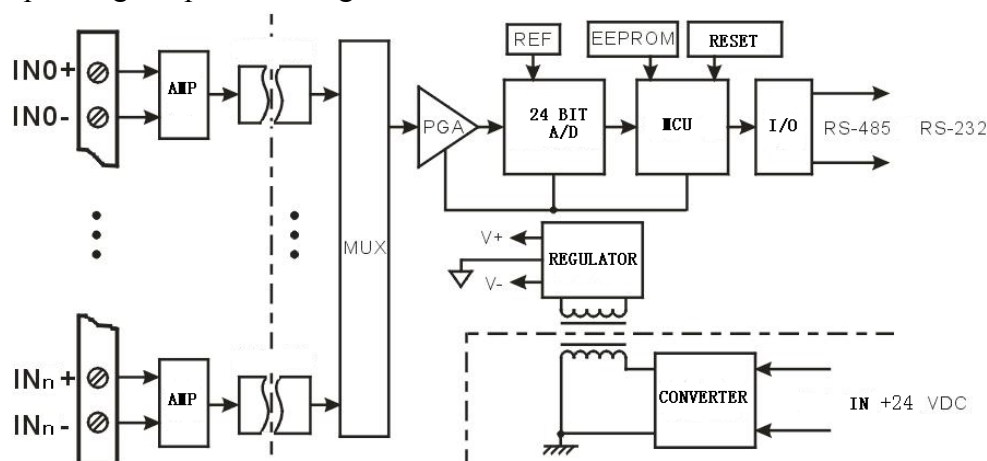 REF
EEPROM
RESET
IN0+
IN0-
AMP
PGA
24 BIT
A/D
MCU
I/O
RS-485 RS-232
MUX
V+
V-
REGULATOR
INn+
INn-
AMP
CONVERTER
IN +24 VDC